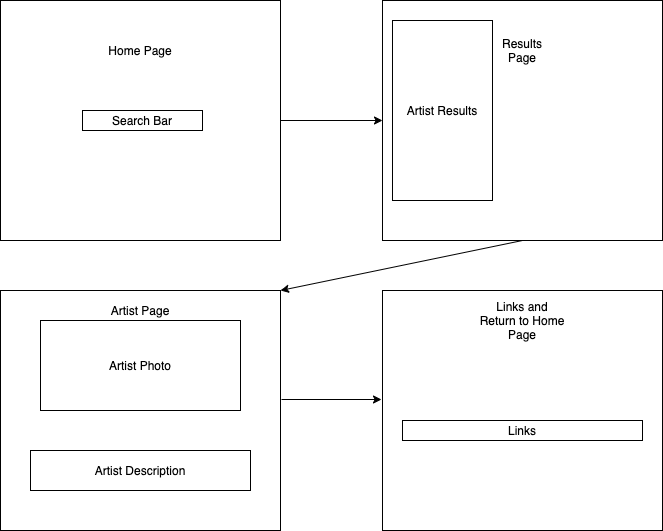 Home Page
Search Bar
Results
Page
Artist Results
Artist Page
Artist Photo
Artist Description
Links and
Return to Home
Page
Links